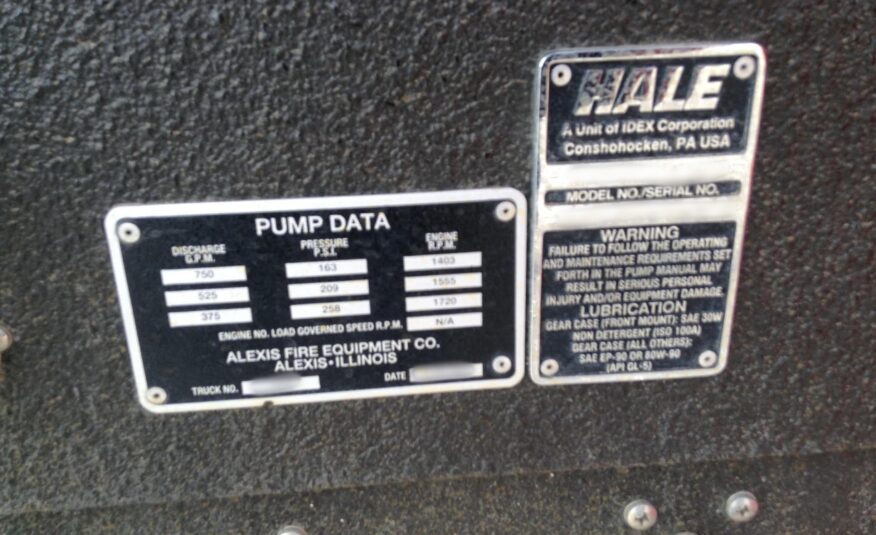 PUMP DATA
DISCHARGE G.P.M. PRESSURE P.S.I. ENGINE R.P.M.
750 163 1403
525 209 1555
375 258 1720
ENGINE NO. LOAD GOVERNED SPEED R.P.M. N/A
ALEXIS FIRE EQUIPMENT CO.
ALEXIS•ILLINOIS
TRUCK NO. DATE
HALE
A Unit of IDEX Corporation
Conshohocken, PA USA
MODEL NO./SERIAL NO.
WARNING
FAILURE TO FOLLOW THE OPERATING
AND MAINTENANCE REQUIREMENTS SET
FORTH IN THE PUMP MANUAL MAY
RESULT IN SERIOUS PERSONAL
INJURY AND/OR EQUIPMENT DAMAGE.
LUBRICATION
GEAR CASE (FRONT MOUNT): SAE 30W
NON DETERGENT (ISO 100A)
GEAR CASE (ALL OTHERS):
SAE EP-90 OR 80W-90
(API GL-5)